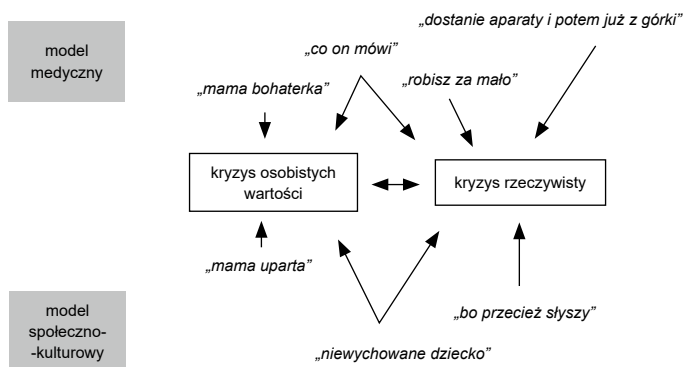 „dostanie aparaty i potem już z górki”
model
medyczny
„co on mówi”
„robisz za mało”
„mama bohaterka”
kryzys osobistych
wartości
kryzys rzeczywisty
„mama uparta”
model
społeczno-
-kulturowy
„bo przecież słyszy”
„niewychowane dziecko”